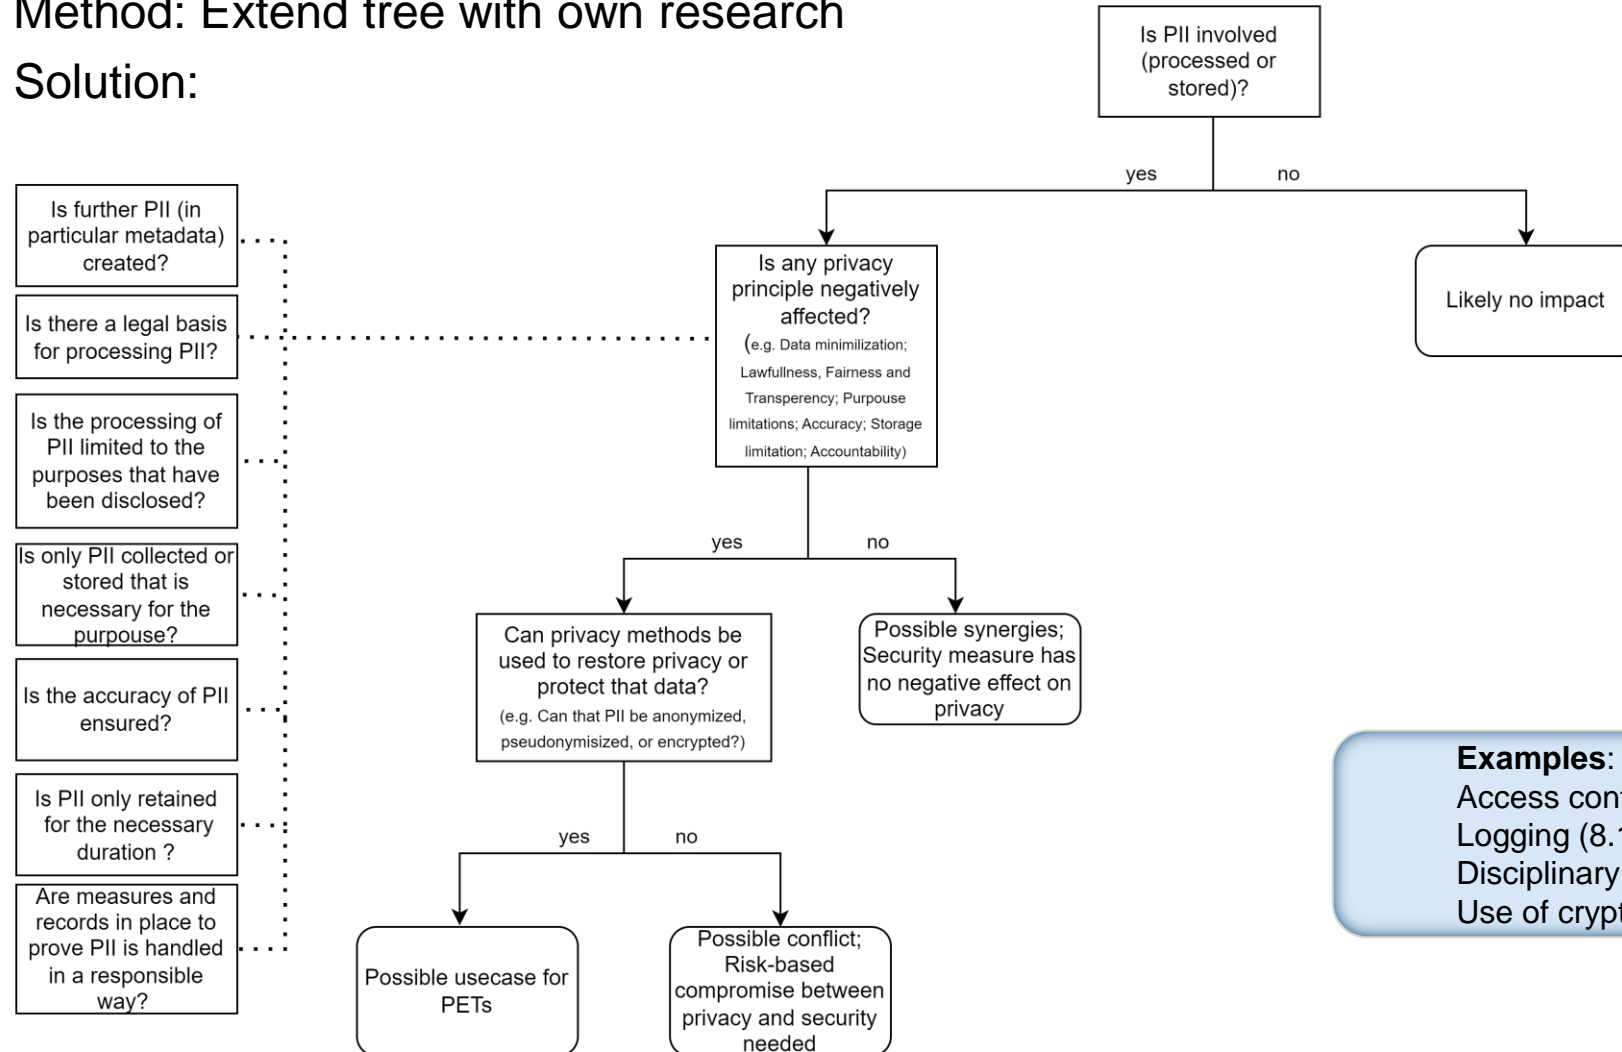 Method: Extend tree with own research
Solution:
Is PII involved
(processed or
stored)?
yes
no
Is further PII (in
particular metadata)
created?
Is there a legal basis
for processing PII?
Is the processing of
PII limited to the
purposes that have
been disclosed?
Is only PII collected or
stored that is
necessary for the
purpouse?
Is the accuracy of PII
ensured?
Is PII only retained
for the necessary
duration ?
Are measures and
records in place to
prove PII is handled
in a responsible
way?
Is any privacy
principle negatively
affected?
(e.g. Data minimilization;
Lawfullness, Fairness and
Transperency; Purpouse
limitations; Accuracy; Storage
limitation; Accountability)
Likely no impact
yes
no
Can privacy methods be
used to restore privacy or
protect that data?
(e.g. Can that PII be anonymized,
pseudonymisized, or encrypted?)
Possible synergies;
Security measure has
no negative effect on
privacy
yes
no
Possible usecase for
PETs
Possible conflict;
Risk-based
compromise between
privacy and security
needed
Examples:
Access
Logging
Disciplinary
Use of